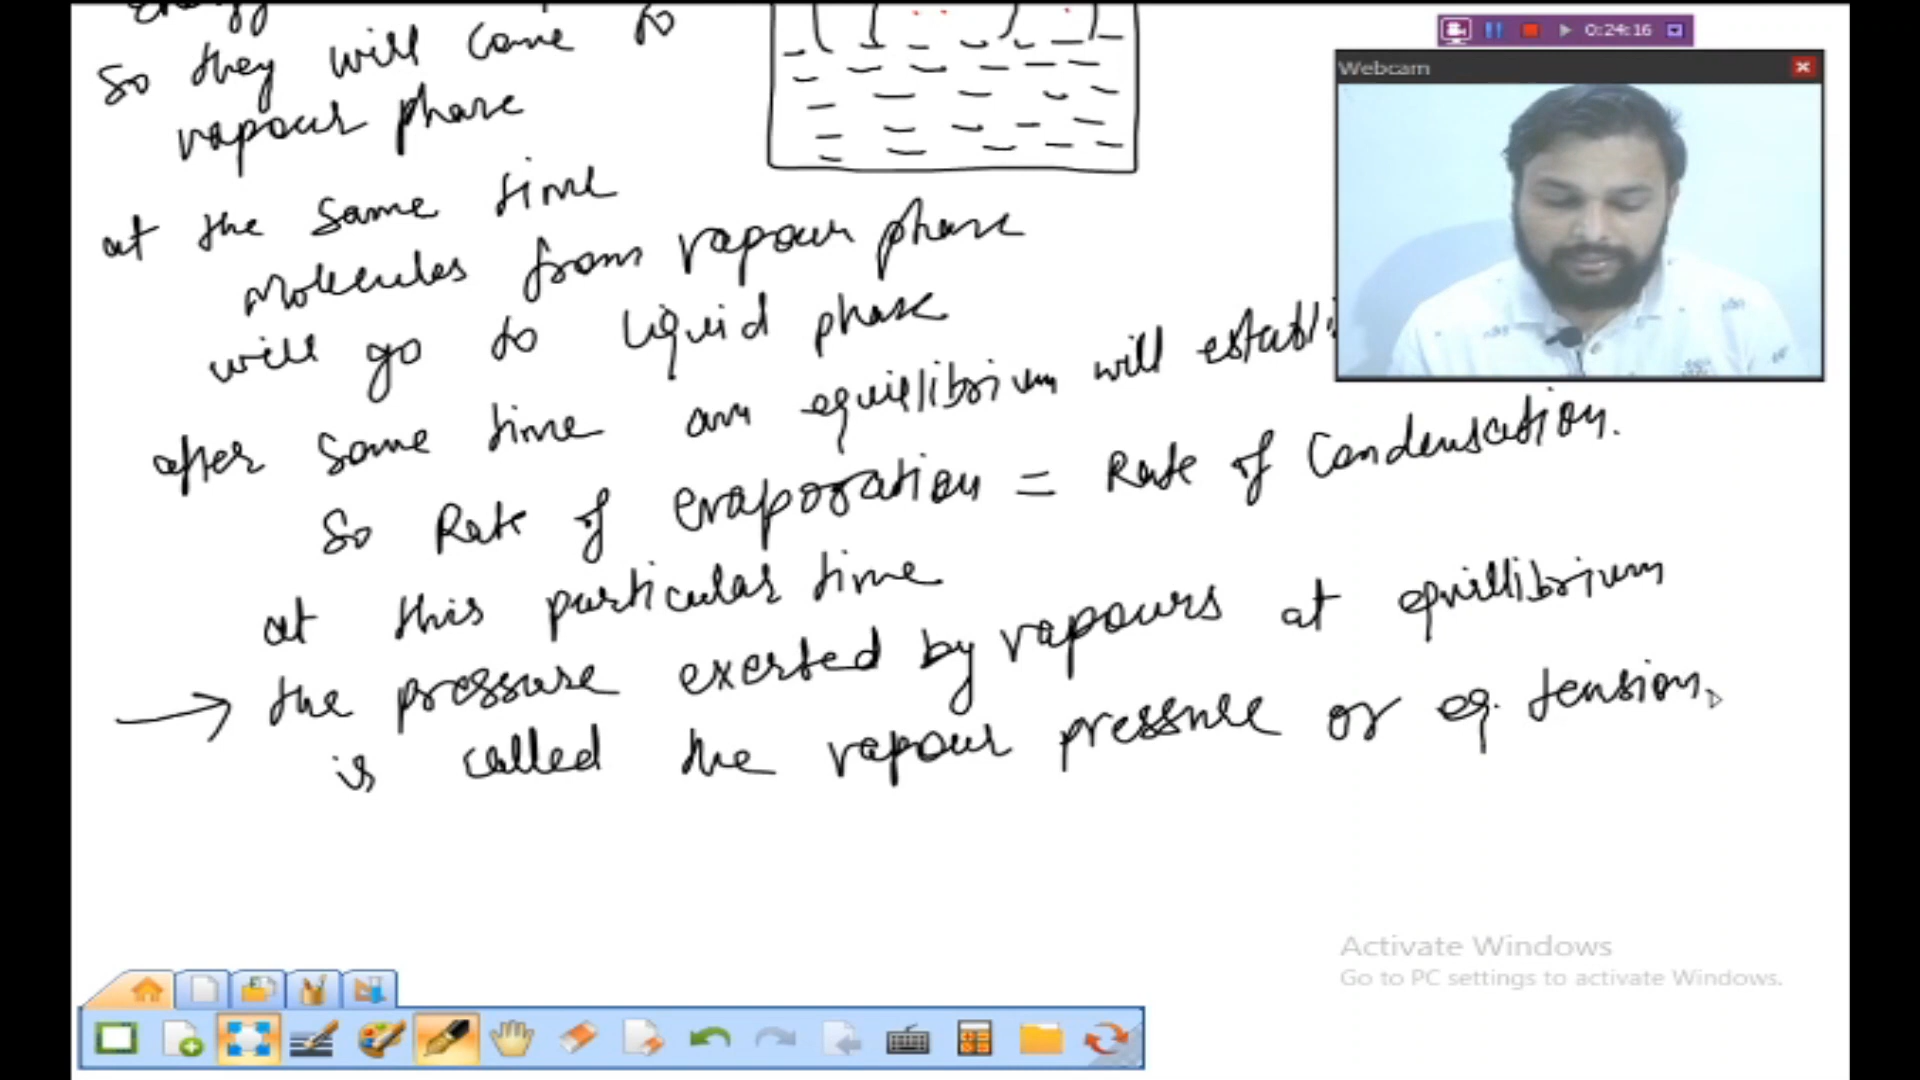 energy
So they will come to
vapour phase
at the same time
Molecules from vapour phase
will go to liquid phase
after some time an equillibrium will establi
So Rate of evaporation = Rate of Condensation.
at this particular time
→ the pressure exerted by vapours at equillibrium
is called the vapour pressure or eq. tension.
0:24:16
Webcam
Activate Windows
Go to PC settings to activate Windows.